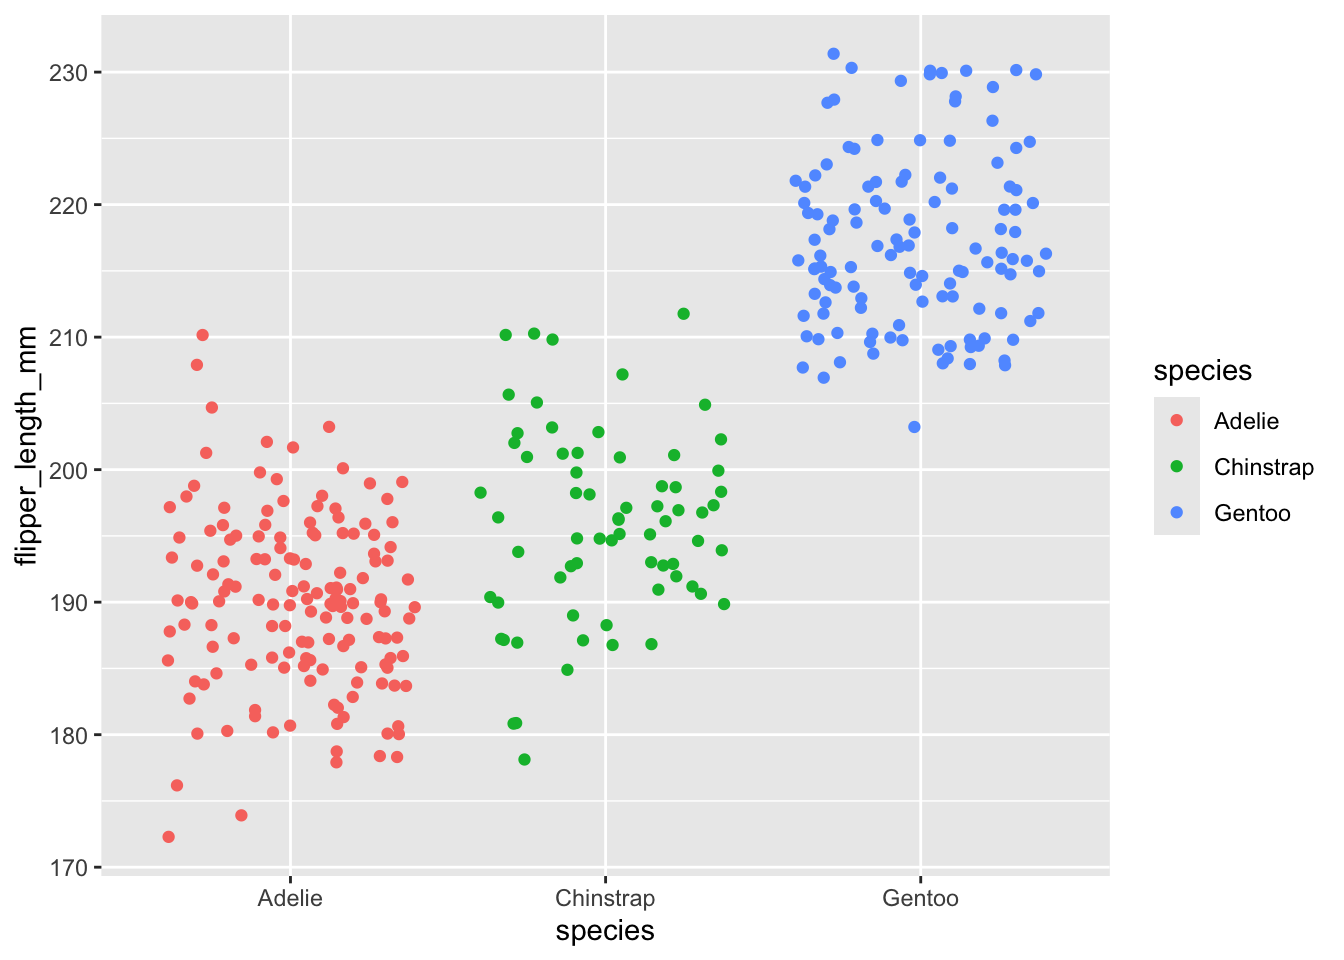 230
220
210
200
190
180
170
flipper_length_mm
Adelie
Chinstrap
Gentoo
species
species
Adelie
Chinstrap
Gentoo